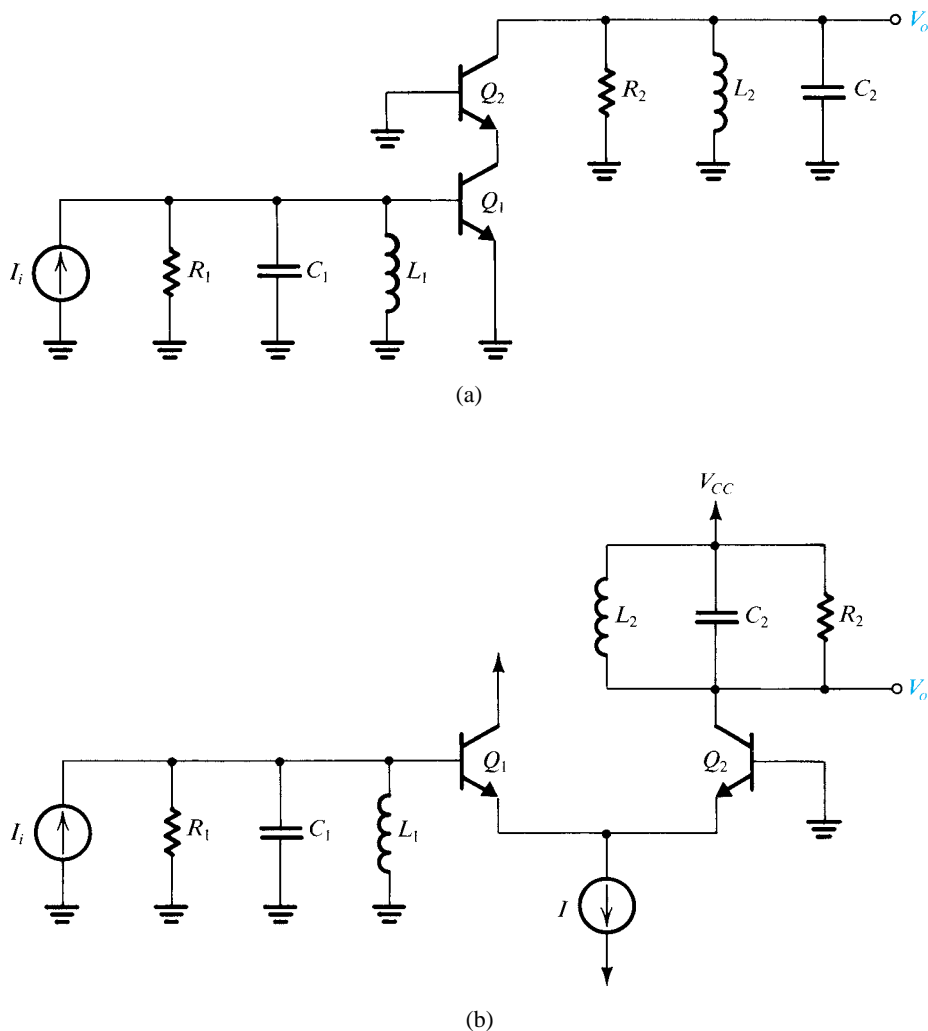 V_o
Q_2
R_2
L_2
C_2
Q_1
I_i
R_1
C_1
L_1
(a)
V_CC
L_2
C_2
R_2
V_o
Q_1
Q_2
I_i
R_1
C_1
L_1
I
(b)